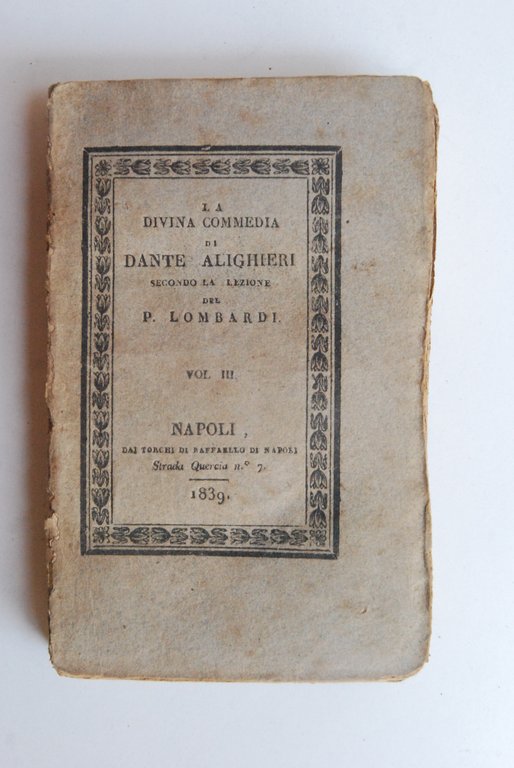 LA
DIVINA COMMEDIA
DI
DANTE ALIGHIERI
SECONDO LA LEZIONE
DEL
P. LOMBARDI.
VOL III.
NAPOLI,
DAI TORCHI DI RAFFAELLO DI NAPOLI
Strada Quercia n.° 7.
1839.